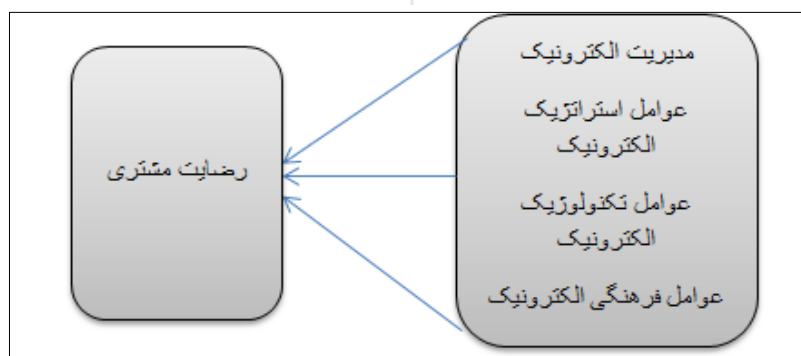 مدیریت الکترونیک
عوامل استراتژیک
الکترونیک
عوامل تکنولوژیک
الکترونیک
عوامل فرهنگی الکترونیک
رضایت مشتری